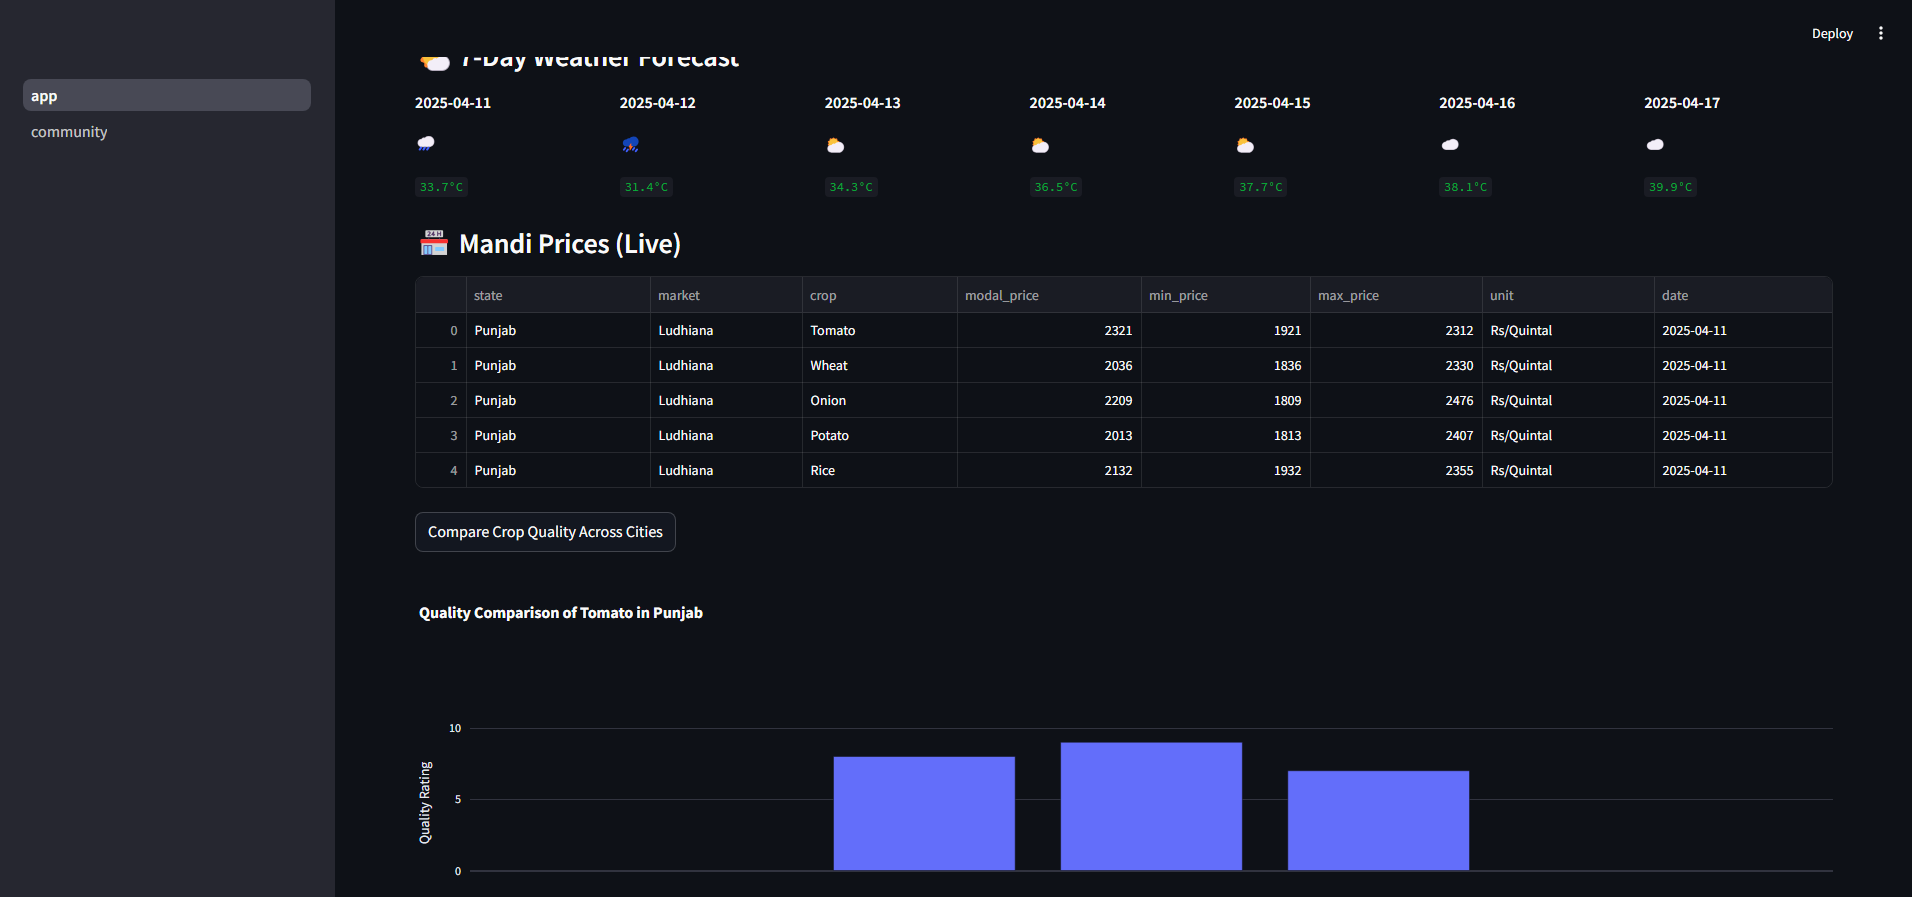 Deploy
app
community
7-Day Weather Forecast
2025-04-11 2025-04-12 2025-04-13 2025-04-14 2025-04-15 2025-04-16 2025-04-17
33.7°C 31.4°C 34.3°C 36.5°C 37.7°C 38.1°C 39.9°C
24 H
Mandi Prices (Live)
state market crop modal_price min_price max_price unit date
0 Punjab Ludhiana Tomato 2321 1921 2312 Rs/Quintal 2025-04-11
1 Punjab Ludhiana Wheat 2036 1836 2330 Rs/Quintal 2025-04-11
2 Punjab Ludhiana Onion 2209 1809 2476 Rs/Quintal 2025-04-11
3 Punjab Ludhiana Potato 2013 1813 2407 Rs/Quintal 2025-04-11
4 Punjab Ludhiana Rice 2132 1932 2355 Rs/Quintal 2025-04-11
Compare Crop Quality Across Cities
Quality Comparison of Tomato in Punjab
10
5
0
Quality Rating